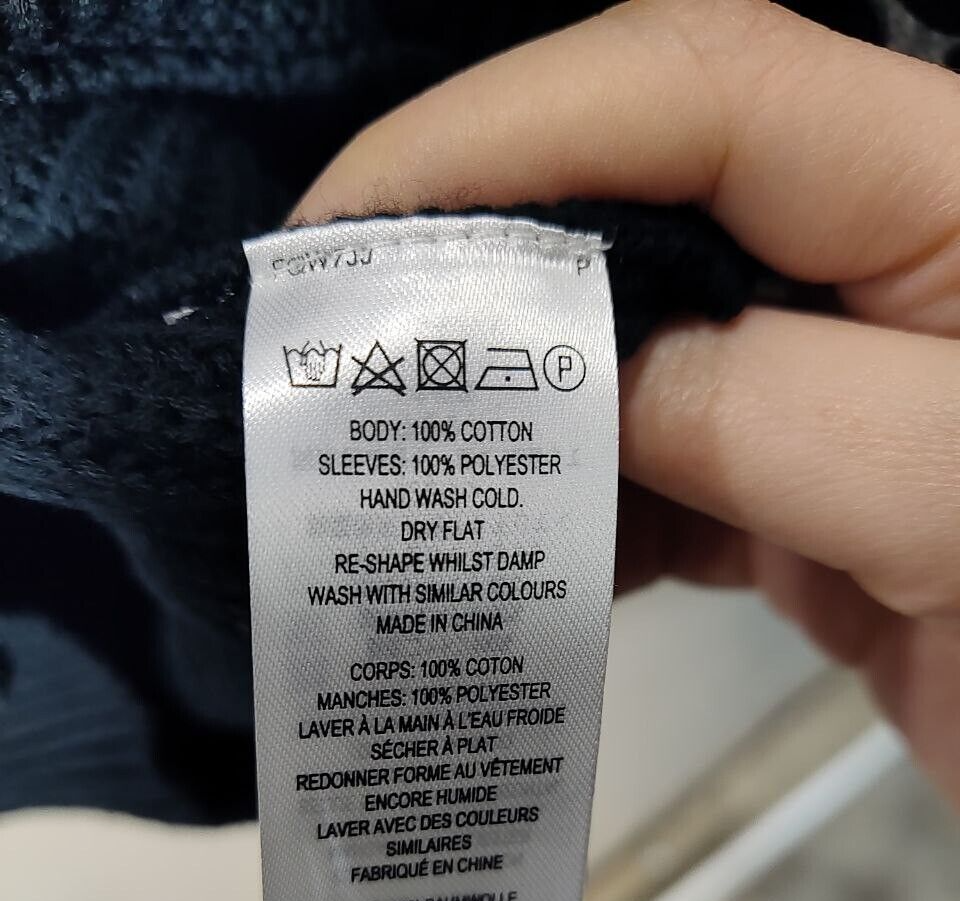 P
P
BODY: 100% COTTON
SLEEVES: 100% POLYESTER
HAND WASH COLD.
DRY FLAT
RE-SHAPE WHILST DAMP
WASH WITH SIMILAR COLOURS
MADE IN CHINA
CORPS: 100% COTON
MANCHES: 100% POLYESTER
LAVER À LA MAIN À L'EAU FROIDE
SÉCHER À PLAT
REDONNER FORME AU VÊTEMENT
ENCORE HUMIDE
LAVER AVEC DES COULEURS
SIMILAIRES
FABRIQUÉ EN CHINE